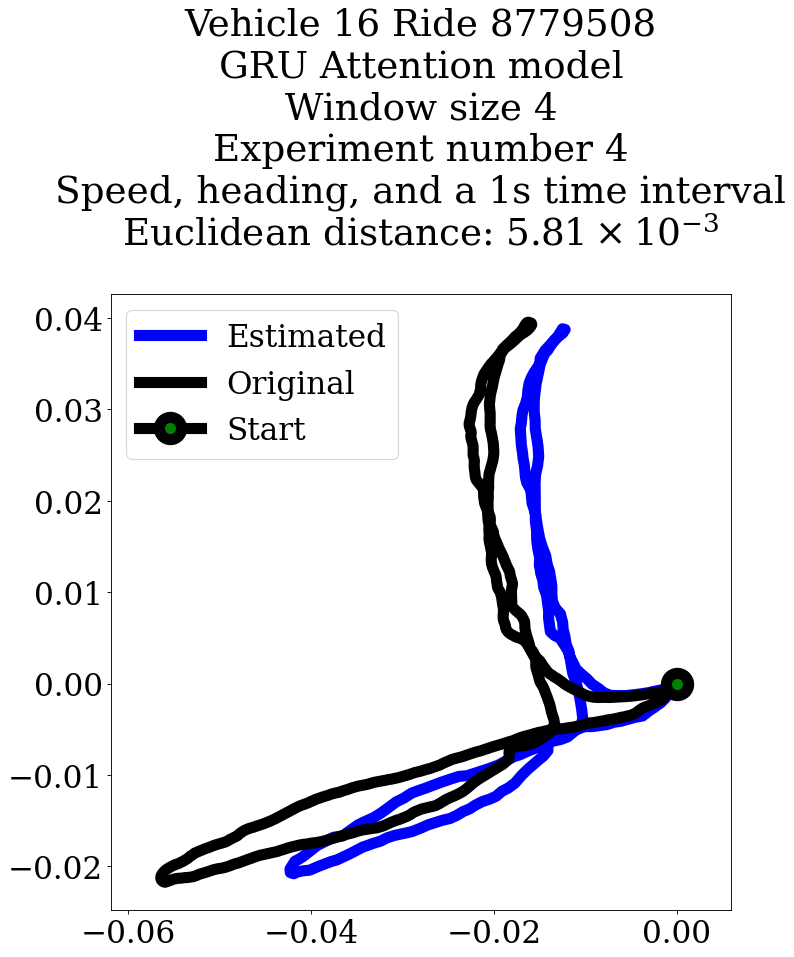 Vehicle 16 Ride 8779508
GRU Attention model
Window size 4
Experiment number 4
Speed, heading, and a 1s time interval
Euclidean distance: 5.81 × 10⁻³
Estimated
Original
Start
0.04
0.03
0.02
0.01
0.00
−0.01
−0.02
−0.06 −0.04 −0.02 0.00